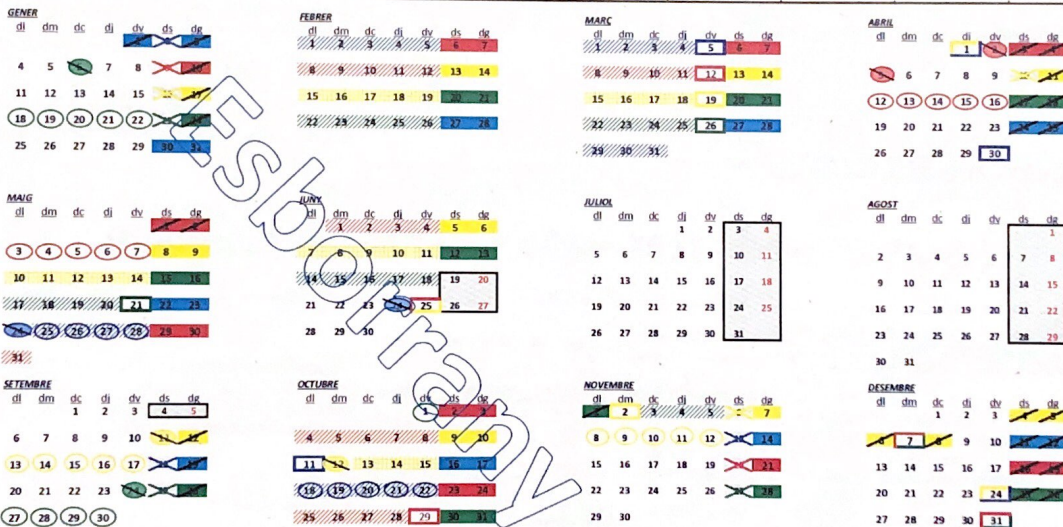 GENER
dl dm dc dj dv ds dg
4 5 6 7 8
11 12 13 14 15 17
18 19 20 21 22
25 26 27 28 29 30 31
FEBRER
dl dm dc dj dv ds dg
1 2 3 4 5 6 7
8 9 10 11 12 13 14
15 16 17 18 19 20 21
22 23 24 25 26 27 28
MARÇ
dl dm dc dj dv ds dg
1 2 3 4 5 6 7
8 9 10 11 12 13 14
15 16 17 18 19 20 21
22 23 24 25 26 27 28
29 30 31
ABRIL
dl dm dc dj dv ds dg
1
6 7 8 9 11
12 13 14 15 16
19 20 21 22 23
26 27 28 29 30
MAIG
dl dm dc dj dv ds dg
3 4 5 6 7 8 9
10 11 12 13 14 15 16
17 18 19 20 21 22 23
24 25 26 27 28 29 30
31
JUNY
dl dm dc dj dv ds dg
1 2 3 4 5 6
7 8 9 10 11 12 13
14 15 16 17 18 19 20
21 22 23 24 25 26 27
28 29 30
JULIOL
dl dm dc dj dv ds dg
1 2 3 4
5 6 7 8 9 10 11
12 13 14 15 16 17 18
19 20 21 22 23 24 25
26 27 28 29 30 31
AGOST
dl dm dc dj dv ds dg
1
2 3 4 5 6 7 8
9 10 11 12 13 14 15
16 17 18 19 20 21 22
23 24 25 26 27 28 29
30 31
SETEMBRE
dl dm dc dj dv ds dg
1 2 3 4 5
6 7 8 9 10 12
13 14 15 16 17
20 21 22 23 24
27 28 29 30
OCTUBRE
dl dm dc dj dv ds dg
1 2 3
4 5 6 7 8 9 10
11 12 13 14 15 16 17
18 19 20 21 22 23 24
25 26 27 28 29 30 31
NOVEMBRE
dl dm dc dj dv ds dg
2 3 4 5 7
8 9 10 11 12 14
15 16 17 18 19 21
22 23 24 25 26 28
29 30
DESEMBRE
dl dm dc dj dv ds dg
1 2 3
6 7 8 9 10
13 14 15 16 17
20 21 22 23 24
27 28 29 30 31
Esborrany